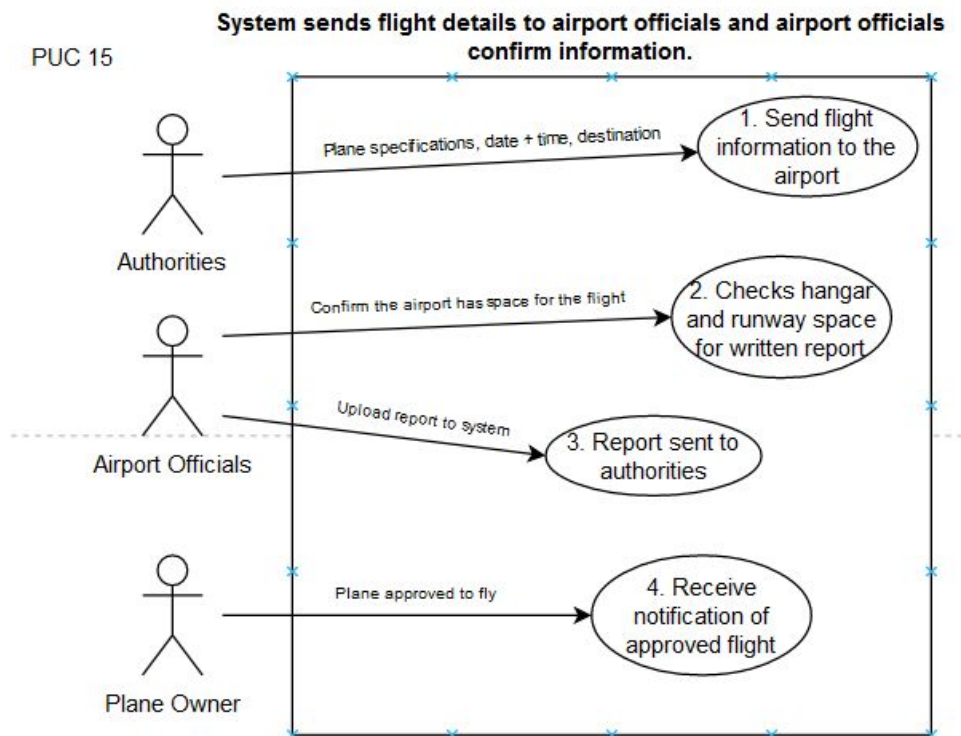 System sends flight details to airport officials and airport officials
confirm information.
PUC 15
Plane specifications, date + time, destination
1. Send flight
information to the
airport
Authorities
Confirm the airport has space for the flight
2. Checks hangar
and runway space
for written report
Upload report to system
3. Report sent to
authorities
Airport Officials
Plane approved to fly
4. Receive
notification of
approved flight
Plane Owner